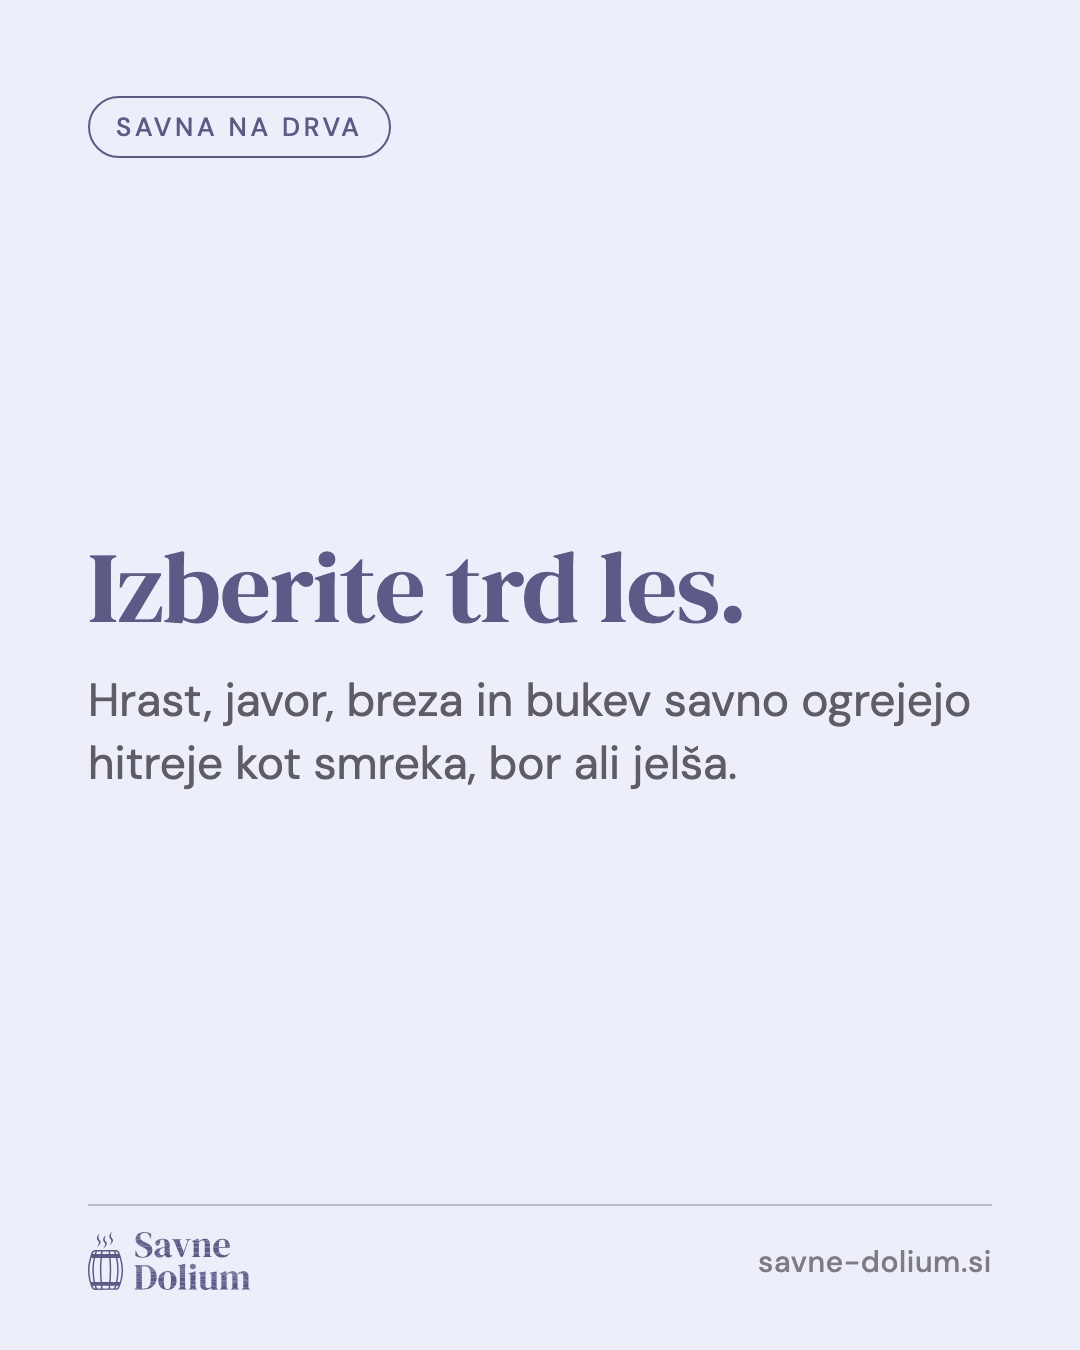 SAVNA NA DRVA
Izberite trd les.
Hrast, javor, breza in bukev savno ogrejejo
hitreje kot smreka, bor ali jelša.
Savne
Dolium
savne-dolium.si